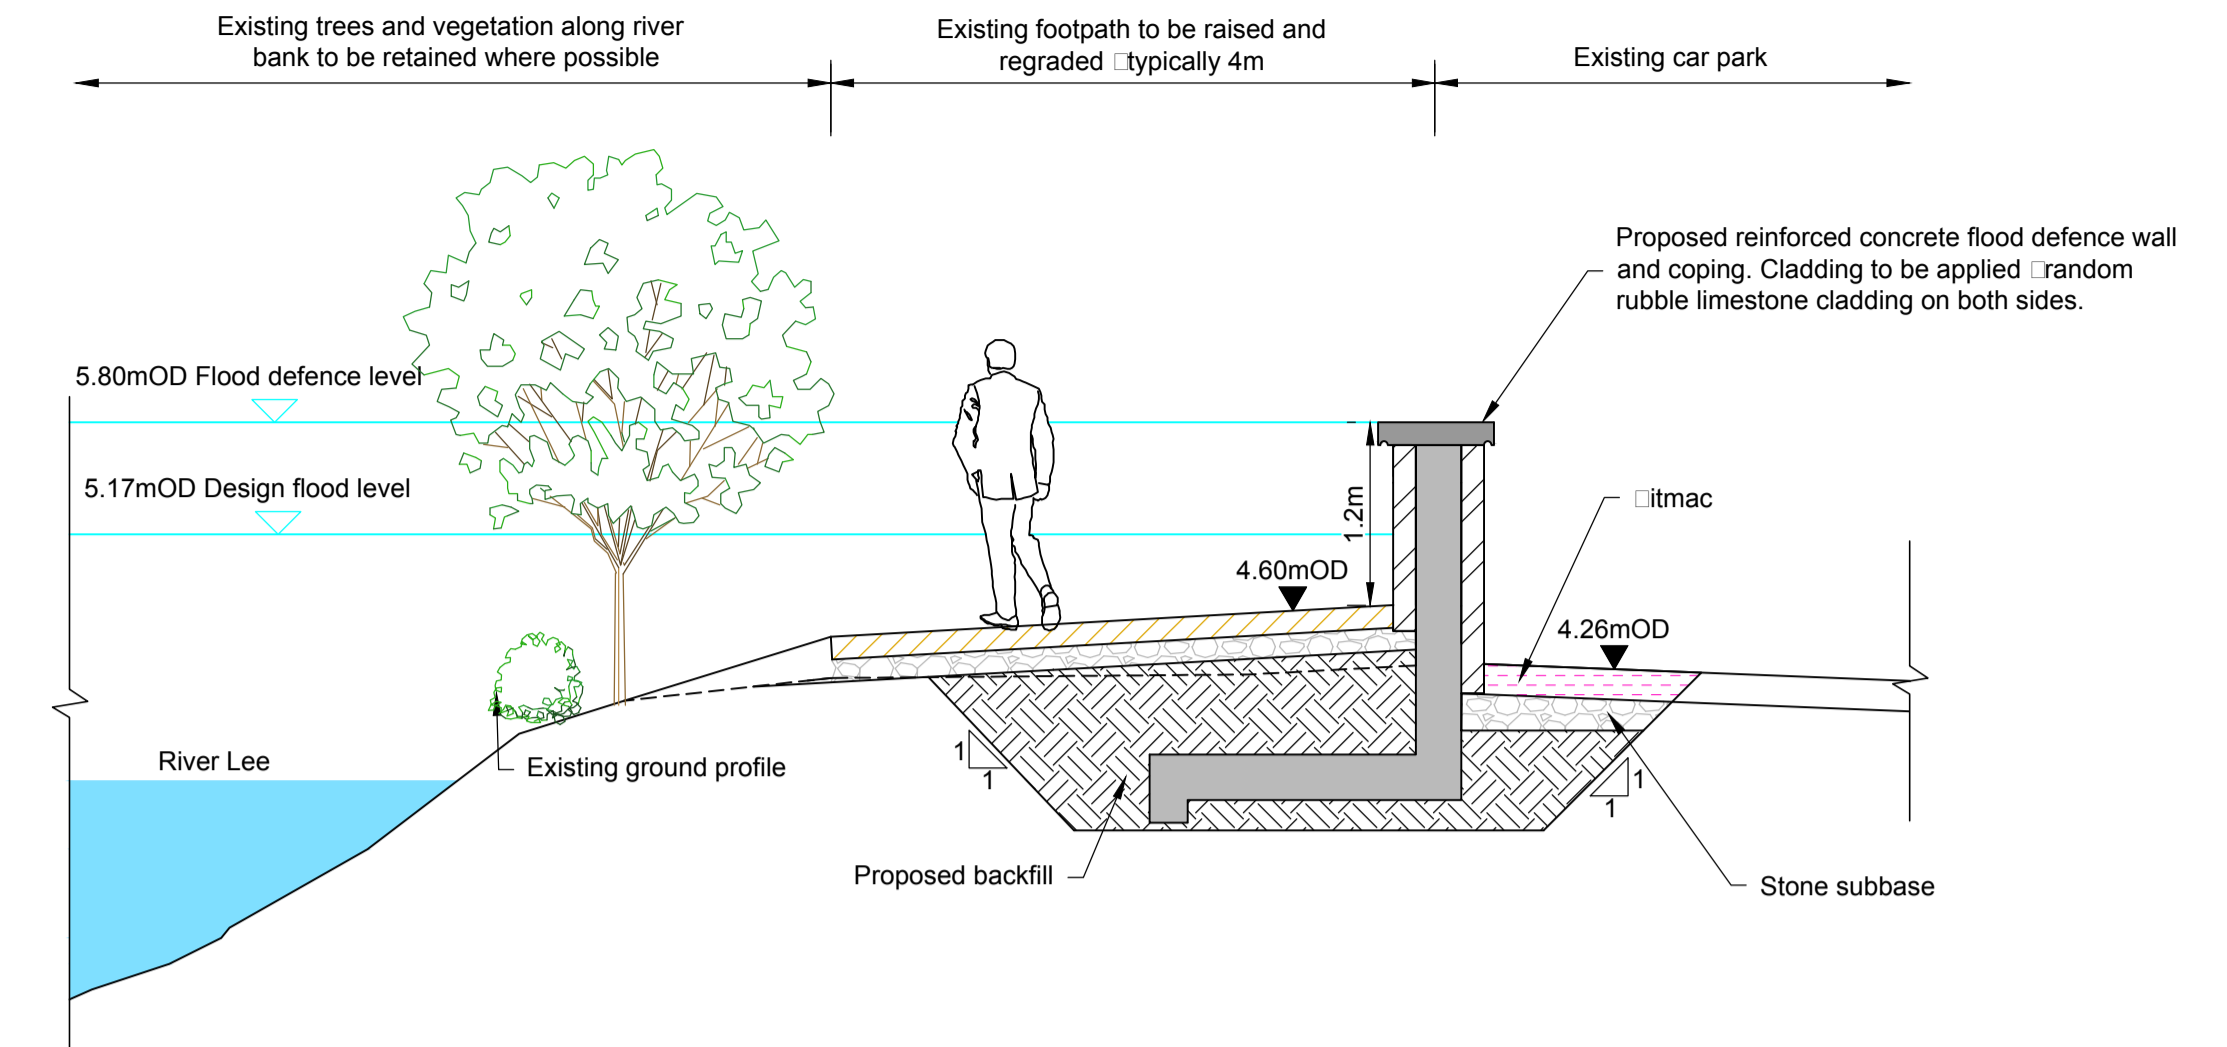 Existing trees and vegetation along river
bank to be retained where possible
Existing footpath to be raised and
regraded □typically 4m
Existing car park
Proposed reinforced concrete flood defence wall
and coping. Cladding to be applied □random
rubble limestone cladding on both sides.
5.80mOD Flood defence level
5.17mOD Design flood level
1.2m
□itmac
4.60mOD
4.26mOD
River Lee
Existing ground profile
1
1
1
1
Proposed backfill
Stone subbase